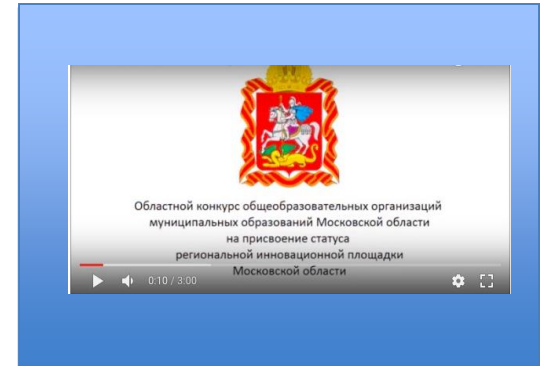 Областной конкурс общеобразовательных организаций
муниципальных образований Московской области
на присвоение статуса
региональной инновационной площадки
Московской области
0:10 / 3:00